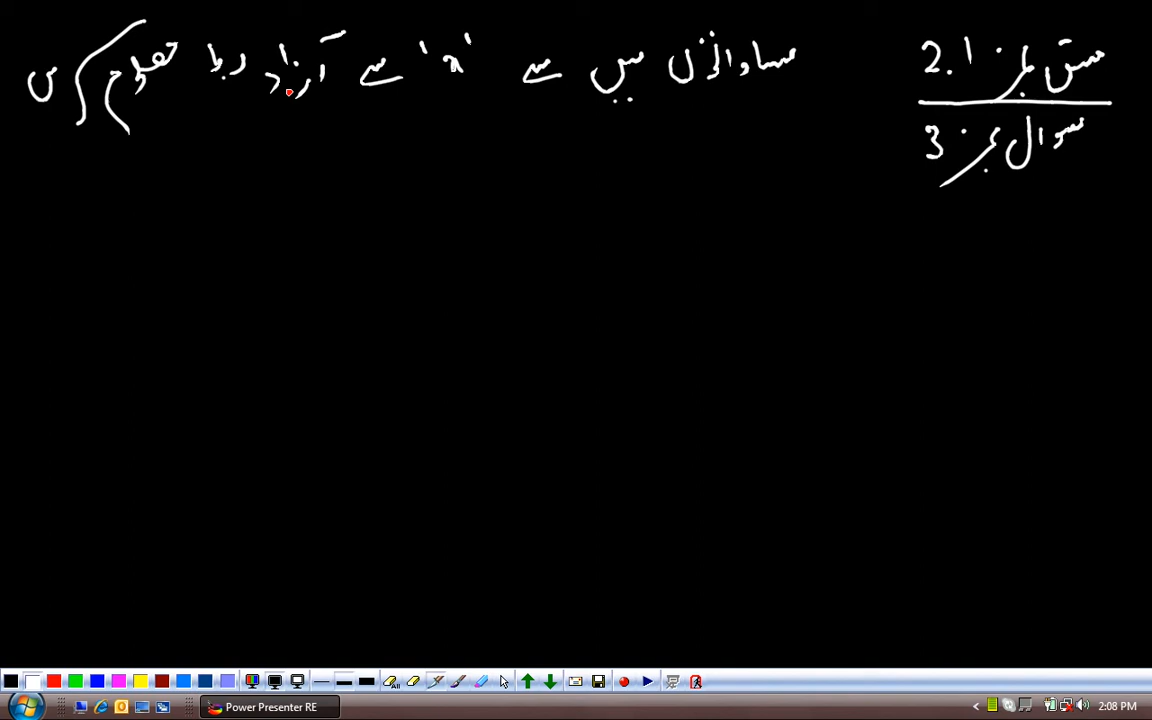 مشق نمبر 2.1
سوال نمبر 3
مساواتوں میں سے 'x' سے آزاد ربط معلوم کریں
Power Presenter RE
2:08 PM